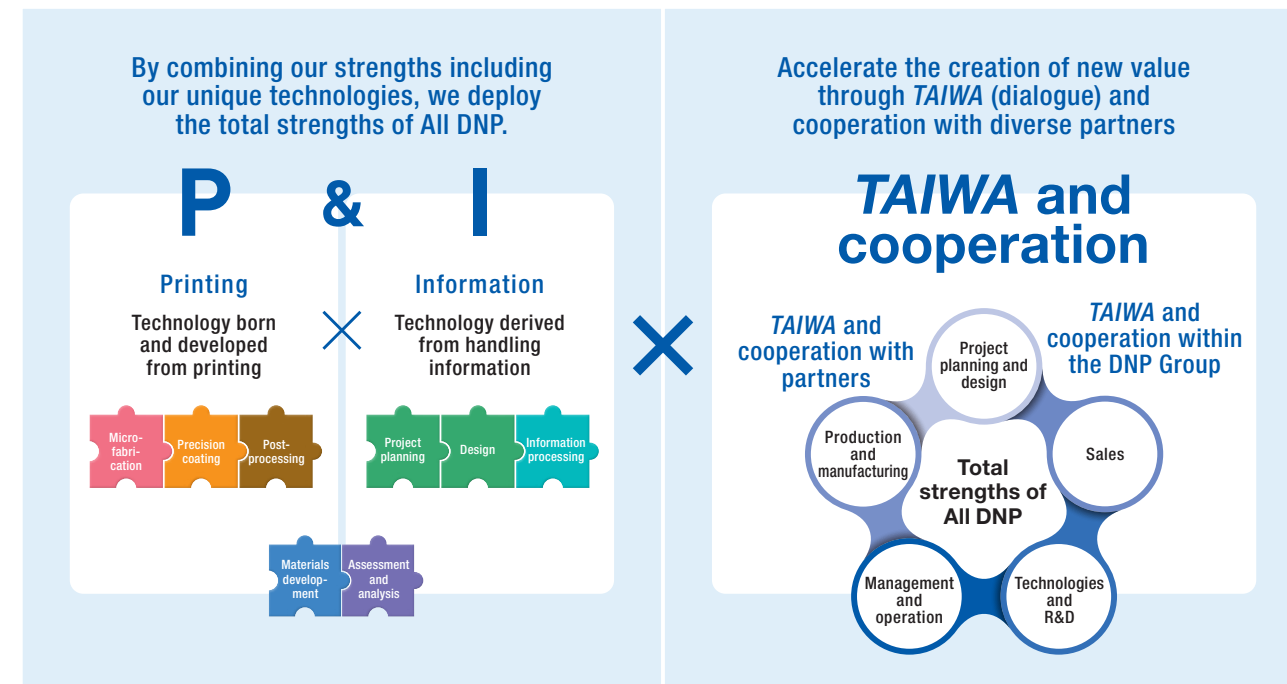 By combining our strengths including
our unique technologies, we deploy
the total strengths of All DNP.
P & I
Printing
Technology born
and developed
from printing
×
Information
Technology derived
from handling
information
Micro-
fabri-
cation
Precision
coating
Post-
processing
Project
planning
Design
Information
processing
Materials
develop-
ment
Assessment
and
analysis
×
Accelerate the creation of new value
through TAIWA (dialogue) and
cooperation with diverse partners
TAIWA and
cooperation
TAIWA and
cooperation with
partners
TAIWA and
cooperation within
the DNP Group
Project
planning and
design
Production
and
manufacturing
Sales
Total
strengths of
All DNP
Management
and
operation
Technologies
and
R&D